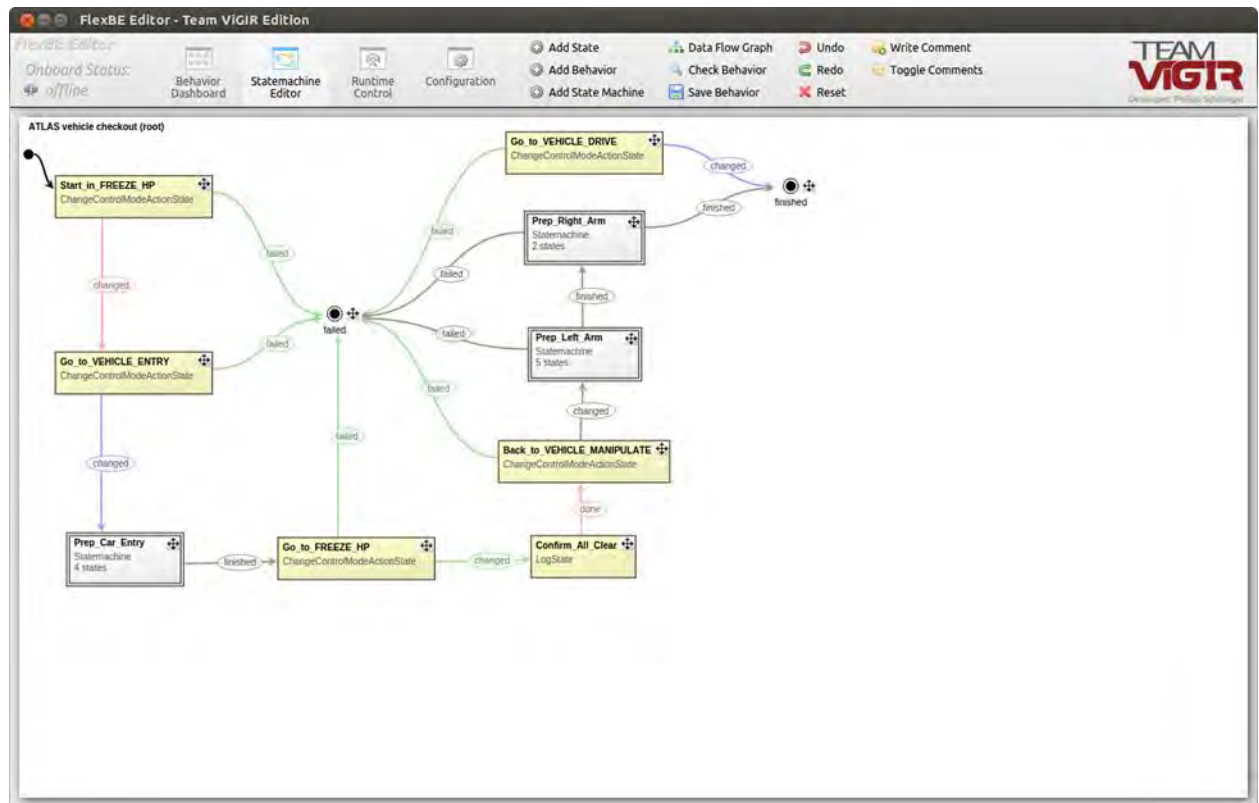 FlexBE Editor - Team ViGIR Edition
FlexBE Editor
Onboard Status:
offline
Behavior
Dashboard
Statemachine
Editor
Runtime
Control
Configuration
Add State
Add Behavior
Add State Machine
Data Flow Graph
Check Behavior
Save Behavior
Undo
Redo
Reset
Write Comment
Toggle Comments
TEAM
ViGIR
ATLAS vehicle checkout (root)
Go_to_VEHICLE_DRIVE
ChangeControlModeActionState
changed
Start_in_FREEZE_HP
ChangeControlModeActionState
finished
finished
Prep_Right_Arm
Statemachine
2 states
failed
failed
failed
changed
finished
failed
failed
failed
Prep_Left_Arm
Statemachine
5 states
Go_to_VEHICLE_ENTRY
ChangeControlModeActionState
failed
changed
failed
Back_to_VEHICLE_MANIPULATE
ChangeControlModeActionState
changed
done
Prep_Car_Entry
Statemachine
4 states
finished
Go_to_FREEZE_HP
ChangeControlModeActionState
changed
Confirm_All_Clear
LogState